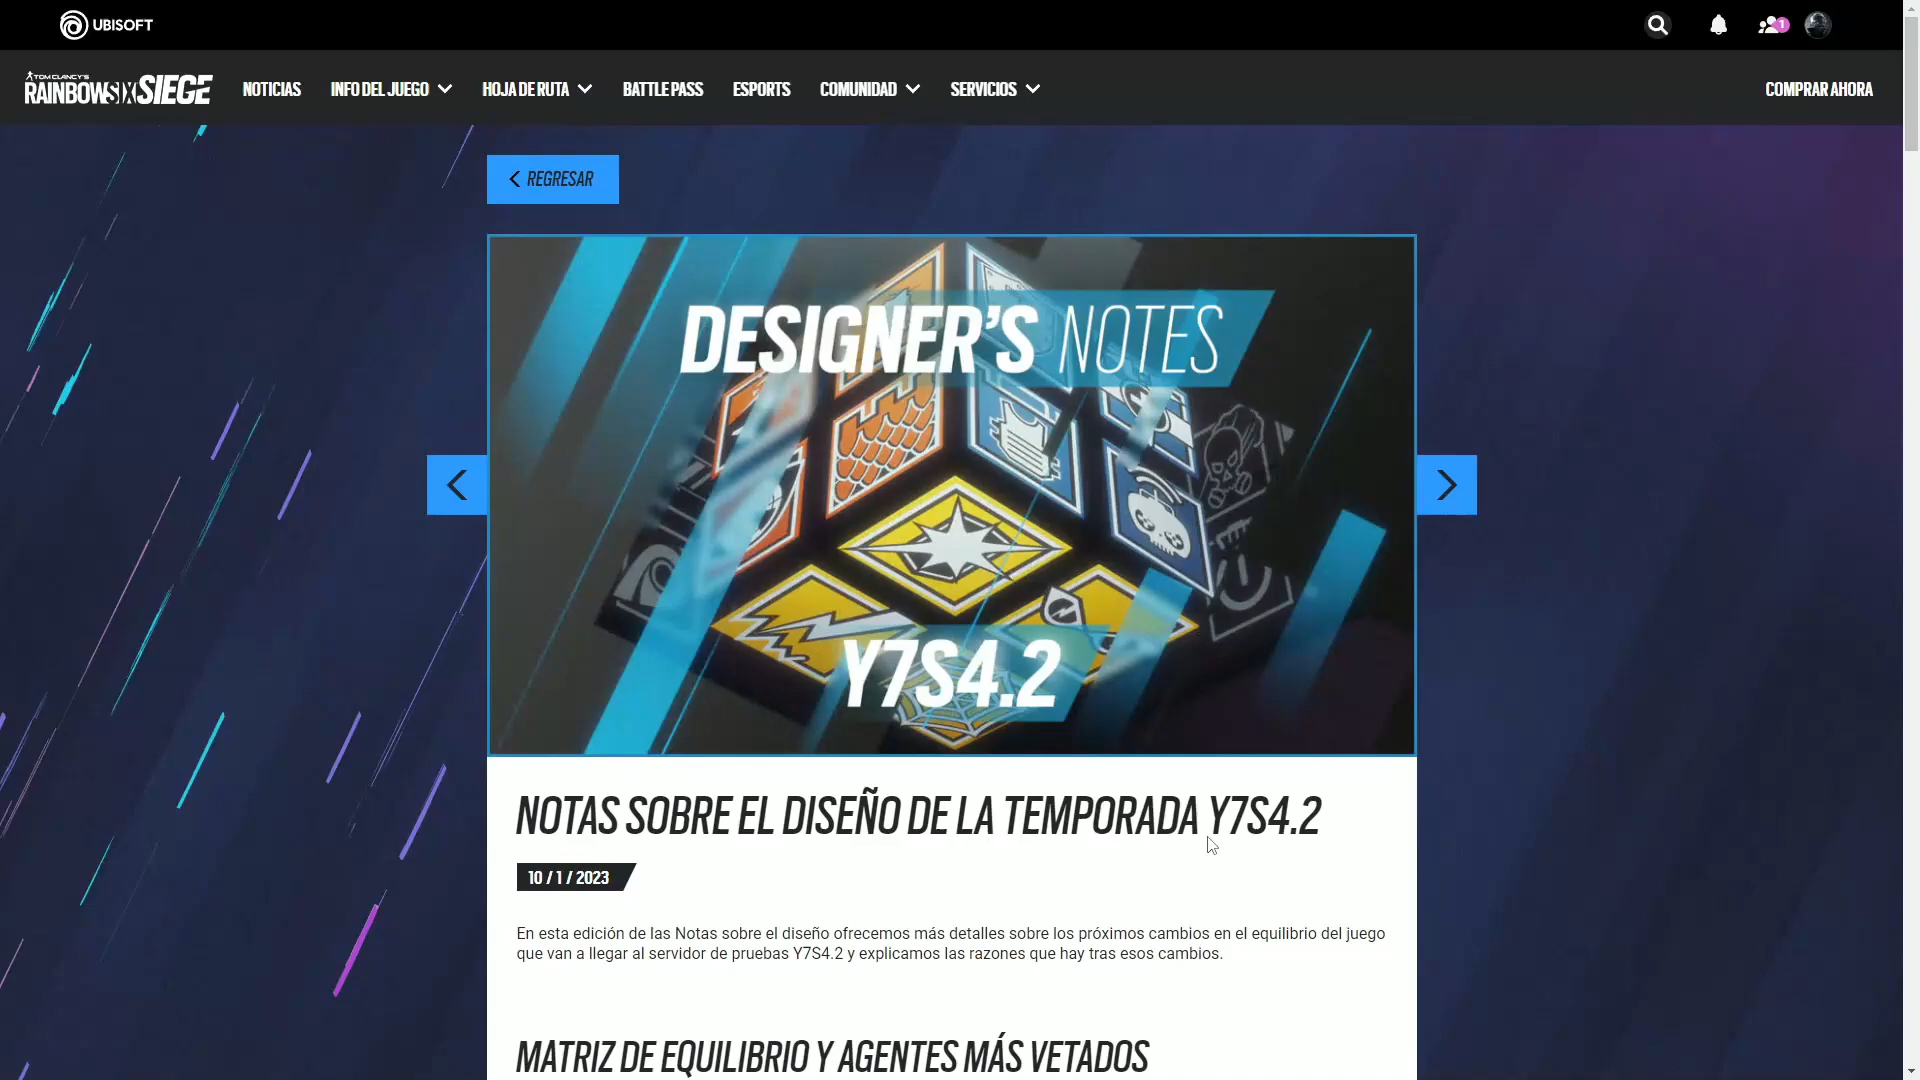 UBISOFT
1
TOM CLANCY'S
RAINBOWSIX SIEGE
NOTICIAS INFO DEL JUEGO HOJA DE RUTA BATTLE PASS ESPORTS COMUNIDAD SERVICIOS COMPRAR AHORA
REGRESAR
DESIGNER'S NOTES
Y7S4.2
NOTAS SOBRE EL DISEÑO DE LA TEMPORADA Y7S4.2
10 / 1 / 2023
En esta edición de las Notas sobre el diseño ofrecemos más detalles sobre los próximos cambios en el equilibrio del juego
que van a llegar al servidor de pruebas Y7S4.2 y explicamos las razones que hay tras esos cambios.
MATRIZ DE EQUILIBRIO Y AGENTES MÁS VETADOS